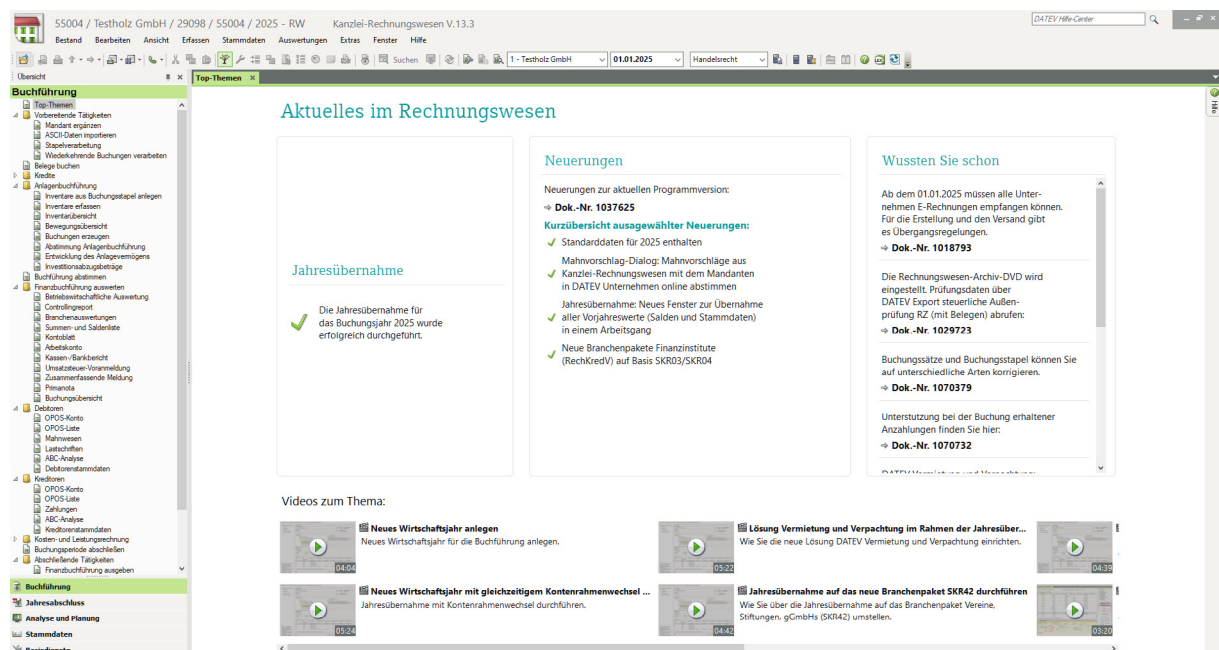 55004 / Testholz GmbH / 29098 / 55004 / 2025 - RW Kanzlei-Rechnungswesen V.13.3
DATEV Hilfe-Center
Bestand Bearbeiten Ansicht Erfassen Stammdaten Auswertungen Extras Fenster Hilfe
Suchen 1 - Testholz GmbH 01.01.2025 Handelsrecht
Übersicht
Top-Themen
Buchführung
Top-Themen
Vorbereitende Tätigkeiten
Mandant ergänzen
ASCII-Daten importieren
Stapelverarbeitung
Wiederkehrende Buchungen verarbeiten
Belege buchen
Kredite
Anlagenbuchführung
Inventare aus Buchungsstapel anlegen
Inventare erfassen
Inventarübersicht
Bewegungsübersicht
Buchungen erzeugen
Abstimmung Anlagenbuchführung
Entwicklung des Anlagevermögens
Investitionsabzugsbeträge
Buchführung abstimmen
Finanzbuchführung auswerten
Betriebswirtschaftliche Auswertung
Controllingreport
Branchenauswertungen
Summen- und Saldenliste
Kontoblatt
Arbeitskonto
Kassen-/Bankbericht
Umsatzsteuer-Voranmeldung
Zusammenfassende Meldung
Primanota
Buchungsübersicht
Debitoren
OPOS-Konto
OPOS-Liste
Mahnwesen
Lastschriften
ABC-Analyse
Debitorenstammdaten
Kreditoren
OPOS-Konto
OPOS-Liste
Zahlungen
ABC-Analyse
Kreditorenstammdaten
Kosten- und Leistungsrechnung
Buchungsperiode abschließen
Abschließende Tätigkeiten
Finanzbuchführung ausgeben
Buchführung
Jahresabschluss
Analyse und Planung
Stammdaten
Basisdienste
Aktuelles im Rechnungswesen
Jahresübernahme
Die Jahresübernahme für
das Buchungsjahr 2025 wurde
erfolgreich durchgeführt.
Neuerungen
Neuerungen zur aktuellen Programmversion:
⇒ Dok.-Nr. 1037625
Kurzübersicht ausgewählter Neuerungen:
Standarddaten für 2025 enthalten
Mahnvorschlag-Dialog: Mahnvorschläge aus
Kanzlei-Rechnungswesen mit dem Mandanten
in DATEV Unternehmen online abstimmen
Jahresübernahme: Neues Fenster zur Übernahme
aller Vorjahreswerte (Salden und Stammdaten)
in einem Arbeitsgang
Neue Branchenpakete Finanzinstitute
(RechKredV) auf Basis SKR03/SKR04
Wussten Sie schon
Ab dem 01.01.2025 müssen alle Unter-
nehmen E-Rechnungen empfangen können.
Für die Erstellung und den Versand gibt
es Übergangsregelungen.
⇒ Dok.-Nr. 1018793
Die Rechnungswesen-Archiv-DVD wird
eingestellt. Prüfungsdaten über
DATEV Export steuerliche Außen-
prüfung RZ (mit Belegen) abrufen:
⇒ Dok.-Nr. 1029723
Buchungssätze und Buchungsstapel können Sie
auf unterschiedliche Arten korrigieren.
⇒ Dok.-Nr. 1070379
Unterstutzung bei der Buchung erhaltener
Anzahlungen finden Sie hier:
⇒ Dok.-Nr. 1070732
DATEV Vermietung und Verpachtung:
Hilfe
Videos zum Thema:
04:04
Neues Wirtschaftsjahr anlegen
Neues Wirtschaftsjahr für die Buchführung anlegen.
05:22
Lösung Vermietung und Verpachtung im Rahmen der Jahresüber...
Wie Sie die neue Lösung DATEV Vermietung und Verpachtung einrichten.
04:39
05:24
Neues Wirtschaftsjahr mit gleichzeitigem Kontenrahmenwechsel ...
Jahresübernahme mit Kontenrahmenwechsel durchführen.
04:42
Jahresübernahme auf das neue Branchenpaket SKR42 durchführen
Wie Sie über die Jahresübernahme auf das Branchenpaket Vereine,
Stiftungen, gGmbHs (SKR42) umstellen.
03:20